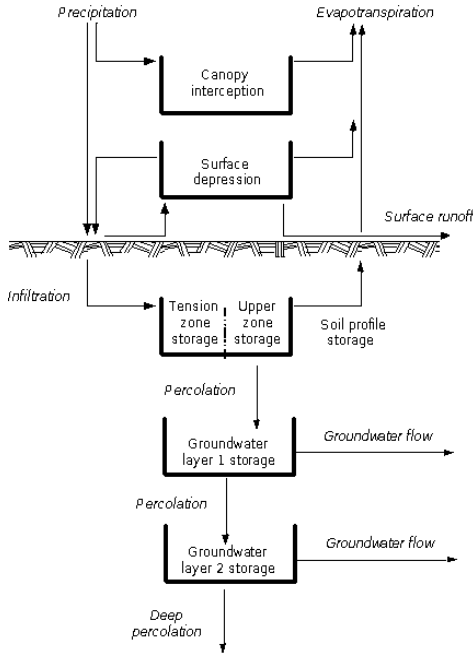 Precipitation
Evapotranspiration
Canopy
interception
Surface
depression
Surface runoff
Infiltration
Tension
zone
storage
Upper
zone
storage
Soil profile
storage
Percolation
Groundwater
layer 1 storage
Groundwater flow
Percolation
Groundwater
layer 2 storage
Groundwater flow
Deep
percolation